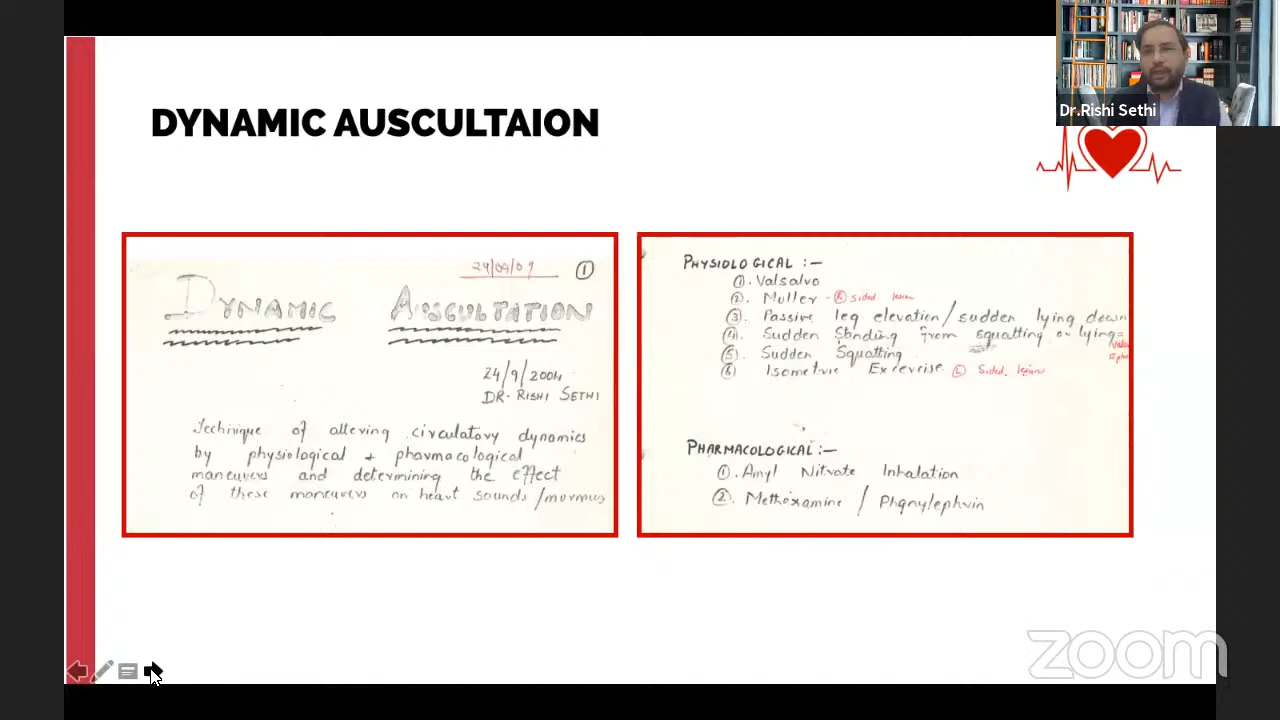 Dr.Rishi Sethi
DYNAMIC AUSCULTAION
24/09/09 ①
DYNAMIC AUSCULTATION
24/9/2004
DR. RISHI SETHI
Technique of altering circulatory dynamics
by physiological + pharmacological
maneuvers and determining the effect
of these maneuvers on heart sounds/murmurs
PHYSIOLOGICAL :-
①. Valsalva
②. Muller - Ⓡ sided lesion
③. Passive leg elevation/sudden lying down
④. Sudden Standing from squatting or lying=
⑤. Sudden Squatting
⑥ Isometric Excercise Ⓛ Sided lesions
PHARMACOLOGICAL :-
①. Amyl Nitrate Inhalation
②. Methoxamine / Phenylephrin
zoom